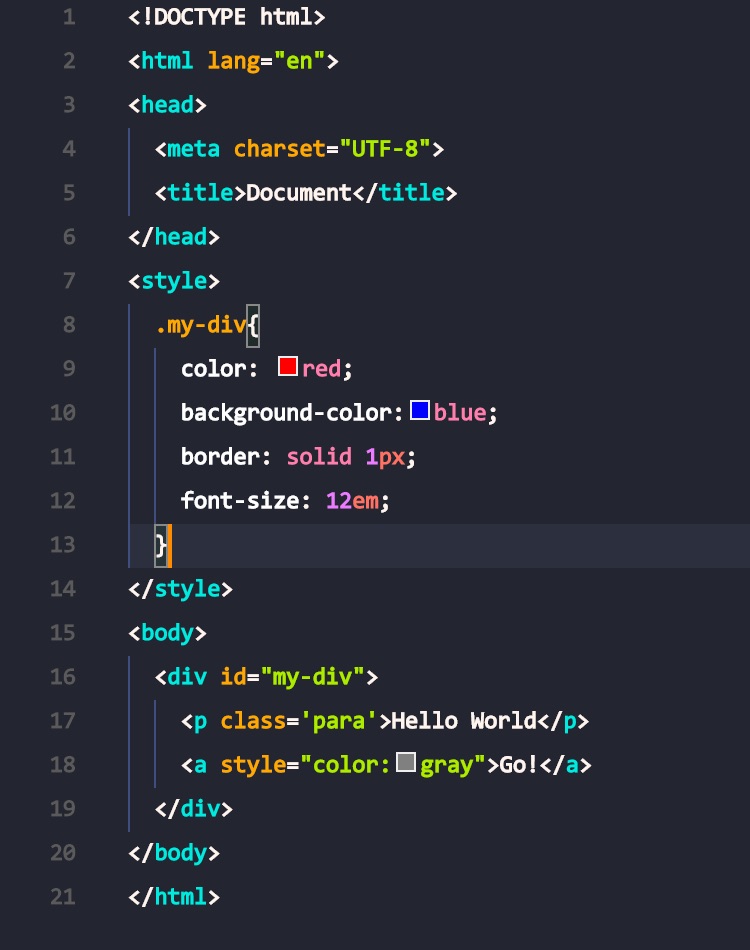 1 <!DOCTYPE html>
2 <html lang="en">
3 <head>
4 <meta charset="UTF-8">
5 <title>Document</title>
6 </head>
7 <style>
8 .my-div{
9 color: red;
10 background-color: blue;
11 border: solid 1px;
12 font-size: 12em;
13 }
14 </style>
15 <body>
16 <div id="my-div">
17 <p class='para'>Hello World</p>
18 <a style="color: gray">Go!</a>
19 </div>
20 </body>
21 </html>